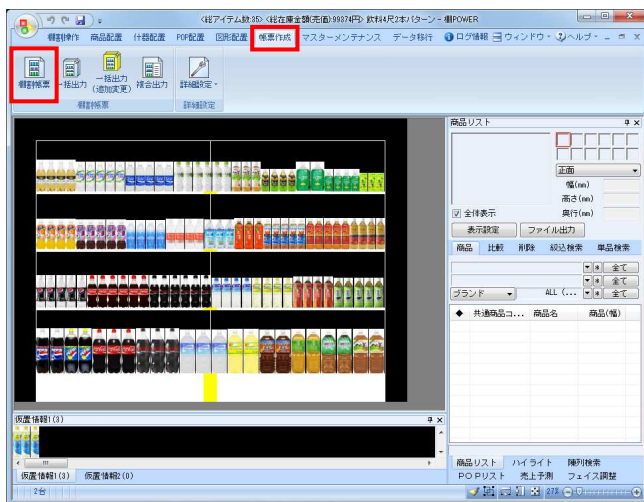 <総アイテム数:35> <総在庫金額(売価):99374円> 飲料4尺2本パターン - 棚POWER
棚割操作 商品配置 什器配置 POP配置 図形配置 帳票作成 マスターメンテナンス データ移行 ログ情報 ウィンドウ ヘルプ
棚割帳票 一括出力 一括出力(追加変更) 複合出力 詳細設定
棚割帳票 詳細設定
商品リスト
正面
幅(mm)
高さ(mm)
全体表示 奥行(mm)
表示設定 ファイル出力
商品 比較 削除 絞込検索 単品検索
* 全て
* 全て
ブランド ALL (... * 全て
◆ 共通商品コ... 商品名 商品(幅)
仮置情報1(3)
仮置情報1(3) 仮置情報2(0)
商品リスト ハイライト 陳列検索
POPリスト 売上予測 フェイス調整
2台 27%